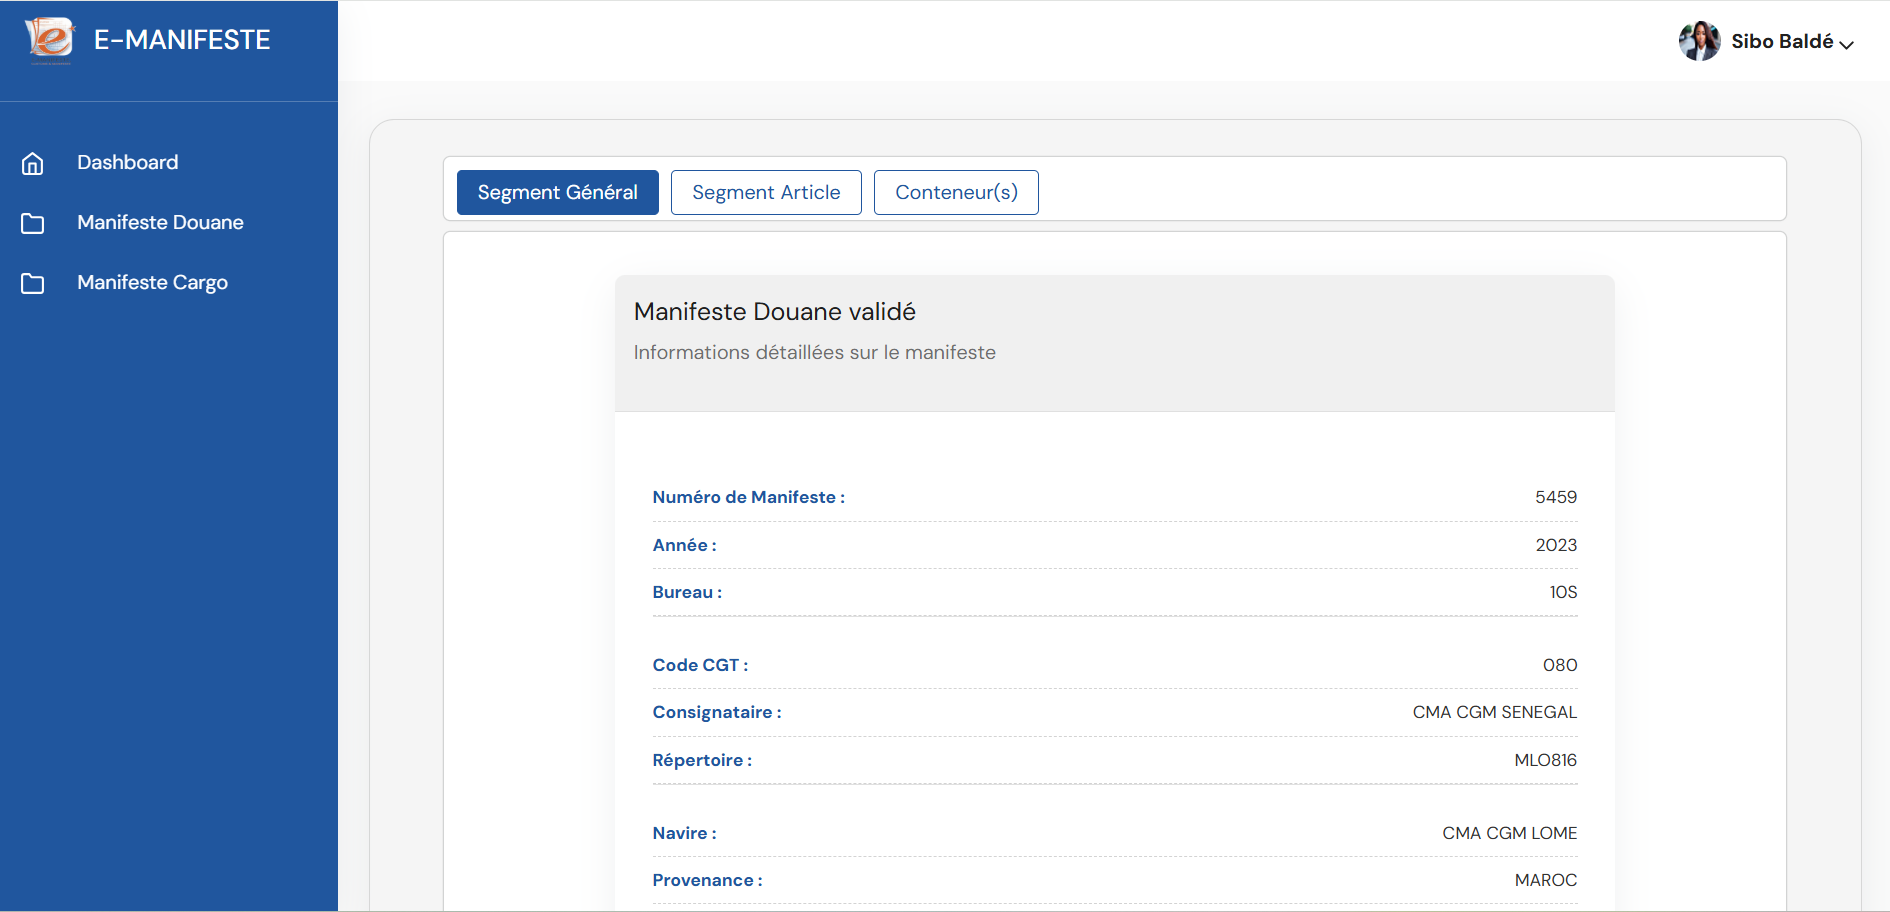 E-MANIFESTE
Sibo Baldé
Dashboard
Manifeste Douane
Manifeste Cargo
Segment Général
Segment Article
Conteneur(s)
Manifeste Douane validé
Informations détaillées sur le manifeste
Numéro de Manifeste : 5459
Année : 2023
Bureau : 10S
Code CGT : 080
Consignataire : CMA CGM SENEGAL
Répertoire : MLO816
Navire : CMA CGM LOME
Provenance : MAROC